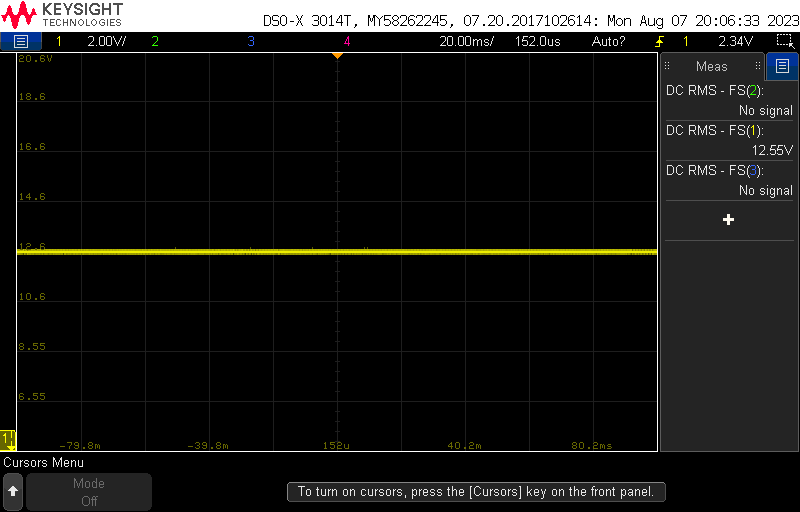 KEYSIGHT
TECHNOLOGIES
DSO-X 3014T, MY58262245, 07.20.2017102614: Mon Aug 07 20:06:33 2023
1 2.00V/ 2 3 4 20.00ms/ 152.0us Auto? 1 2.34V
20.6V
18.6
16.6
14.6
12.6
10.6
8.55
6.55
-79.8m -39.8m 152u 40.2m 80.2ms
1
Meas
DC RMS - FS(2):
No signal
DC RMS - FS(1):
12.55V
DC RMS - FS(3):
No signal
Cursors Menu
Mode
Off
To turn on cursors, press the [Cursors] key on the front panel.